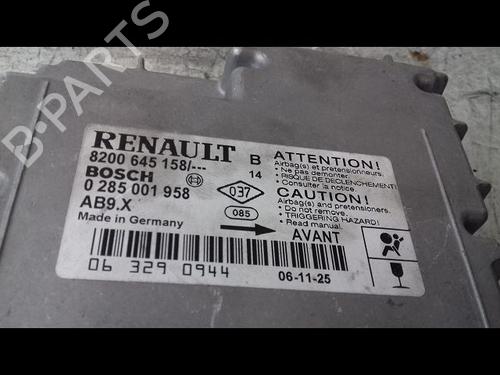 B-PARTS
RENAULT B
8200 645 158/--- 14
BOSCH
0 285 001 958
AB9.X
Made in Germany
037
085
ATTENTION!
Airbag(s) et pretensionneurs.
• Ne pas demonter.
• RISQUE DE DECLENCHEMENT!
Consulter la notice.
CAUTION!
Airbag(s) and pretensioners.
• Do not remove.
• TRIGGERING HAZARD!
• Read manual.
AVANT
06 329 0944
06-11-25